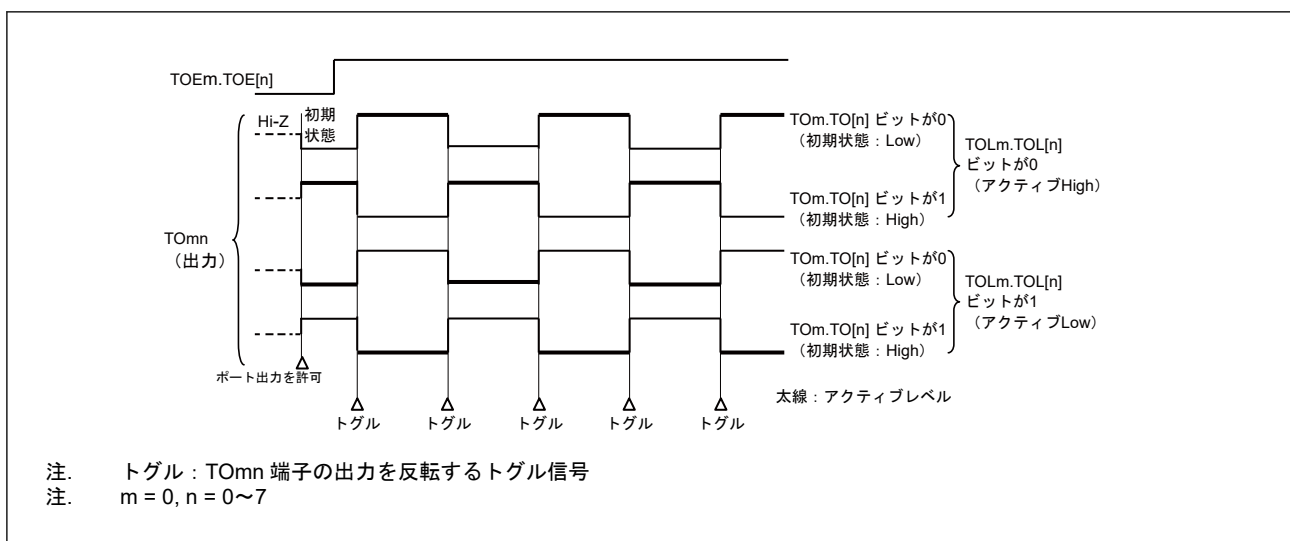 TOEm.TOE[n]
Hi-Z
初期
状態
TOmn
（出力）
TOm.TO[n] ビットが0
（初期状態：Low）
TOm.TO[n] ビットが1
（初期状態：High）
TOLm.TOL[n]
ビットが0
（アクティブHigh）
TOm.TO[n] ビットが0
（初期状態：Low）
TOm.TO[n] ビットが1
（初期状態：High）
TOLm.TOL[n]
ビットが1
（アクティブLow）
ポート出力を許可
太線：アクティブレベル
トグル トグル トグル トグル トグル
注. トグル：TOmn 端子の出力を反転するトグル信号
注. m = 0, n = 0～7